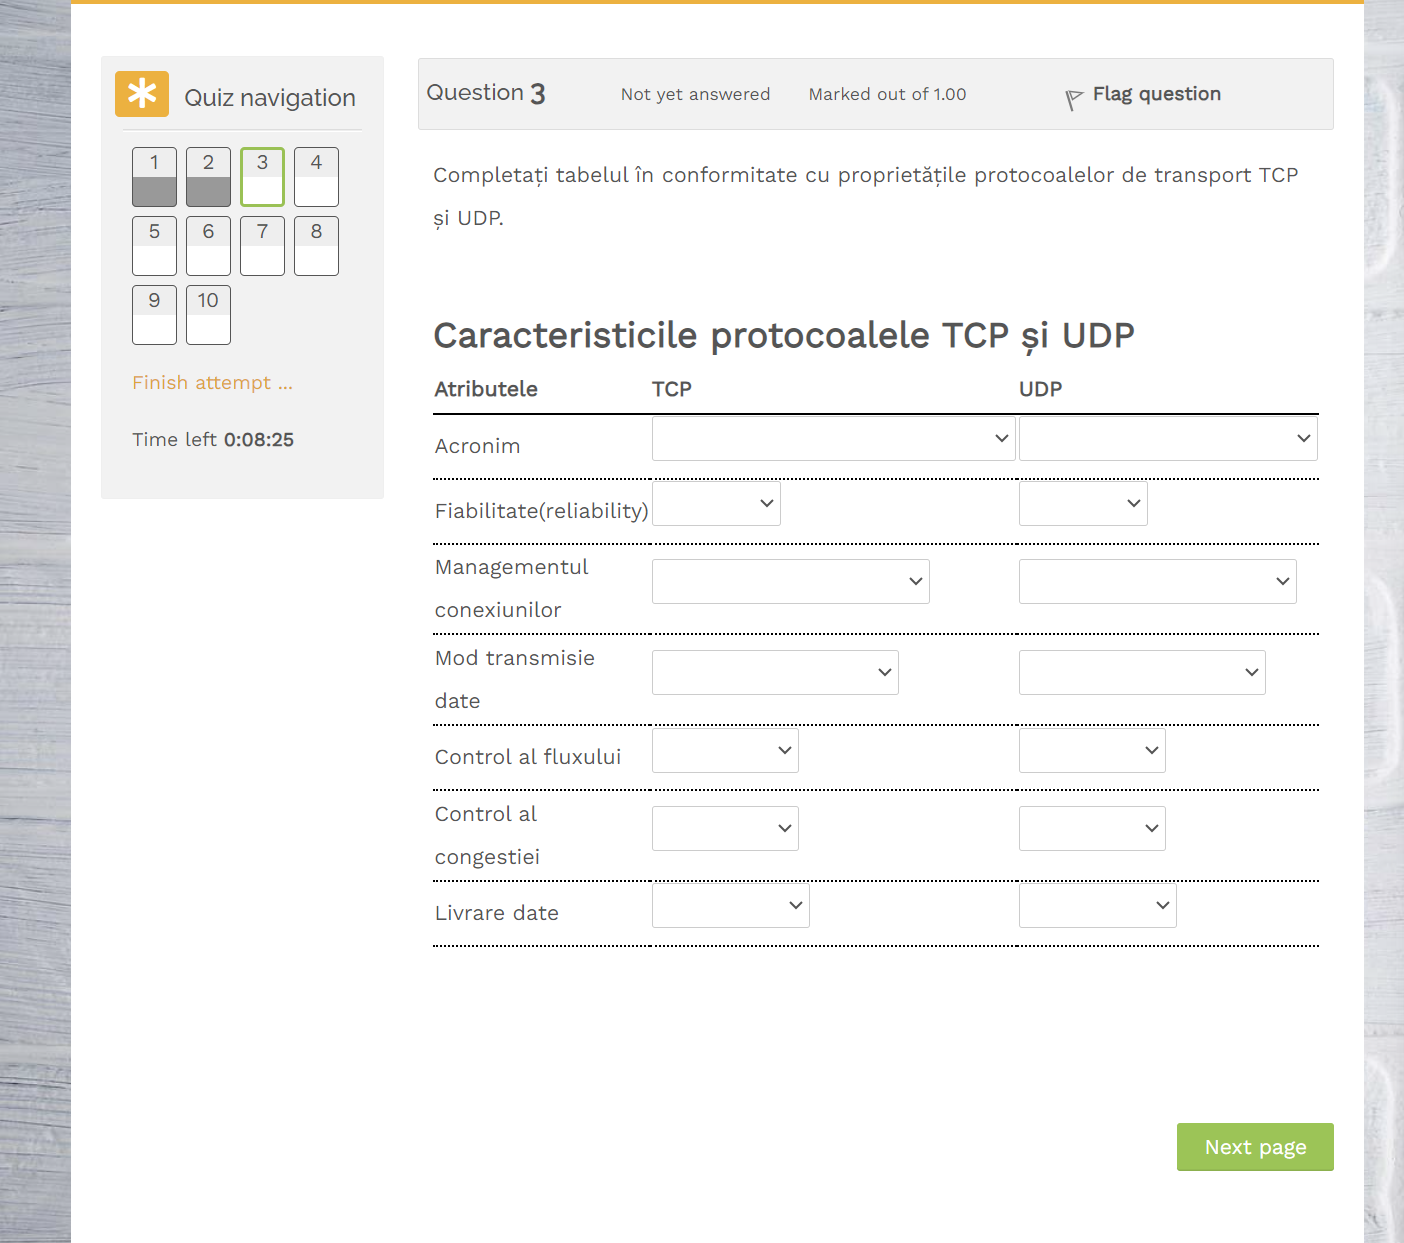 Quiz navigation
1 2 3 4
5 6 7 8
9 10
Finish attempt ...
Time left 0:08:25
Question 3 Not yet answered Marked out of 1.00 Flag question
Completați tabelul în conformitate cu proprietățile protocoalelor de transport TCP
și UDP.
Caracteristicile protocoalele TCP și UDP
Atributele TCP UDP
Acronim
Fiabilitate(reliability)
Managementul
conexiunilor
Mod transmisie
date
Control al fluxului
Control al
congestiei
Livrare date
Next page